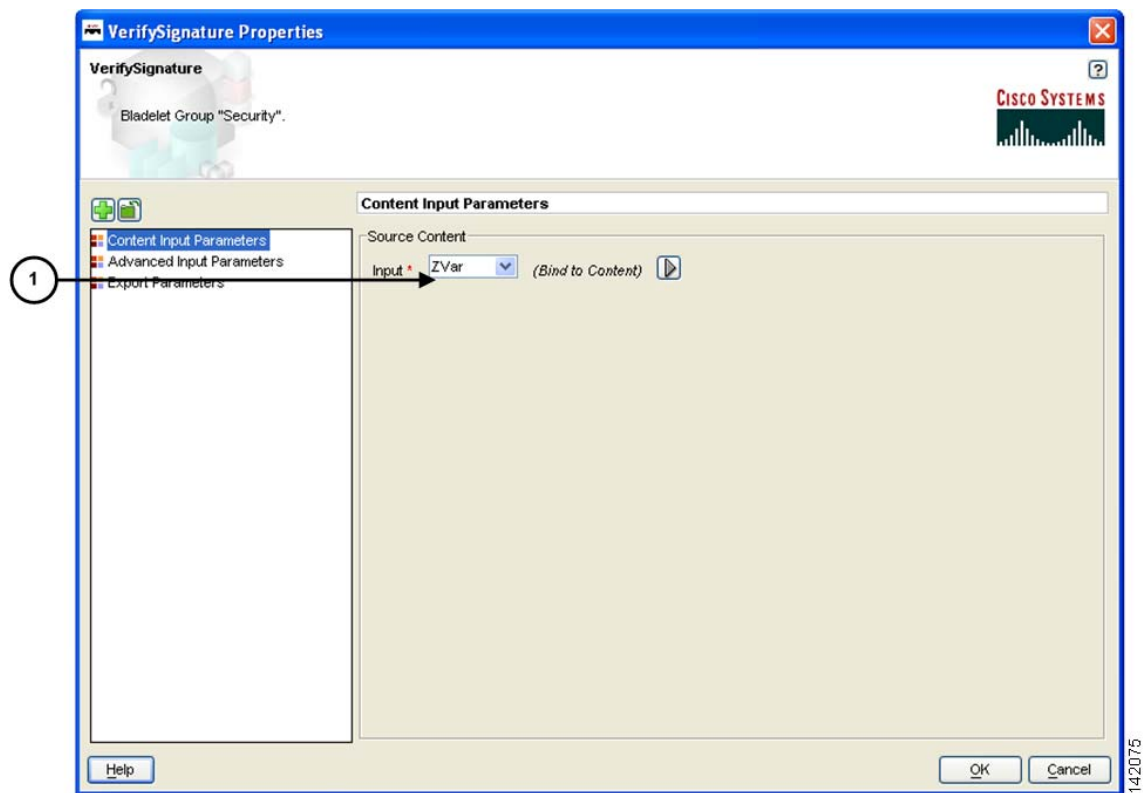 VerifySignature Properties
VerifySignature
Bladelet Group "Security".
?
CISCO SYSTEMS
Content Input Parameters
Advanced Input Parameters
Export Parameters
Content Input Parameters
Source Content
Input * ZVar (Bind to Content)
1
Help
OK
Cancel
142075